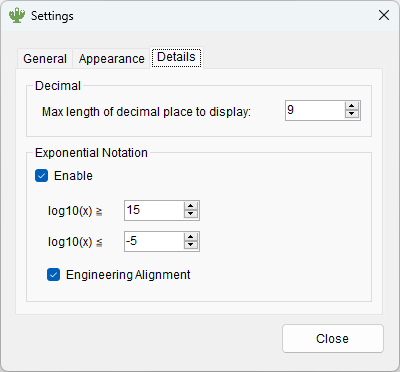 Settings
General Appearance Details
Decimal
Max length of decimal place to display: 9
Exponential Notation
Enable
log10(x) ≧ 15
log10(x) ≦ -5
Engineering Alignment
Close